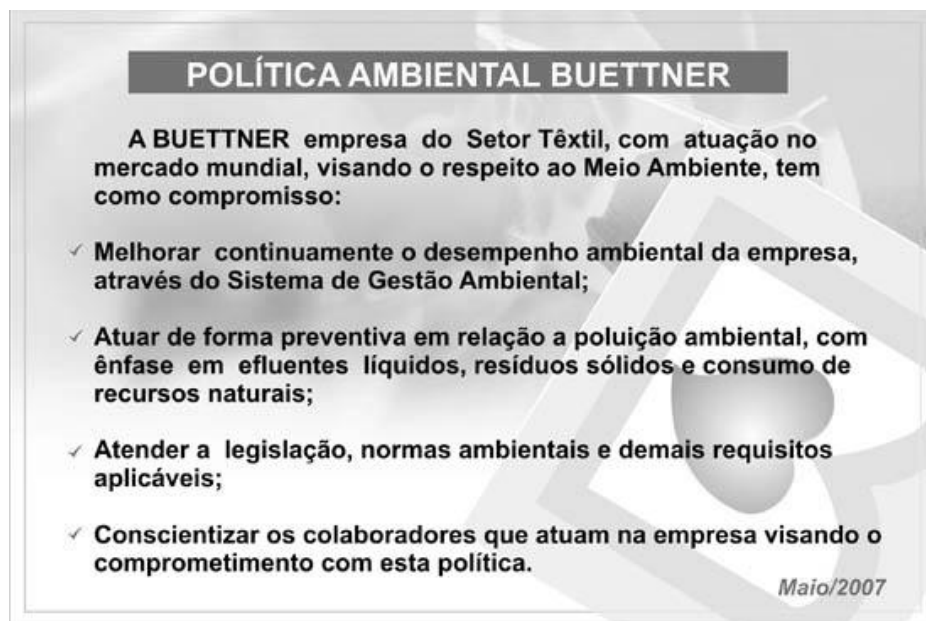 POLÍTICA AMBIENTAL BUETTNER
A BUETTNER empresa do Setor Têxtil, com atuação no
mercado mundial, visando o respeito ao Meio Ambiente, tem
como compromisso:
✓ Melhorar continuamente o desempenho ambiental da empresa,
através do Sistema de Gestão Ambiental;
✓ Atuar de forma preventiva em relação a poluição ambiental, com
ênfase em efluentes líquidos, resíduos sólidos e consumo de
recursos naturais;
✓ Atender a legislação, normas ambientais e demais requisitos
aplicáveis;
✓ Conscientizar os colaboradores que atuam na empresa visando o
comprometimento com esta política.
Maio/2007